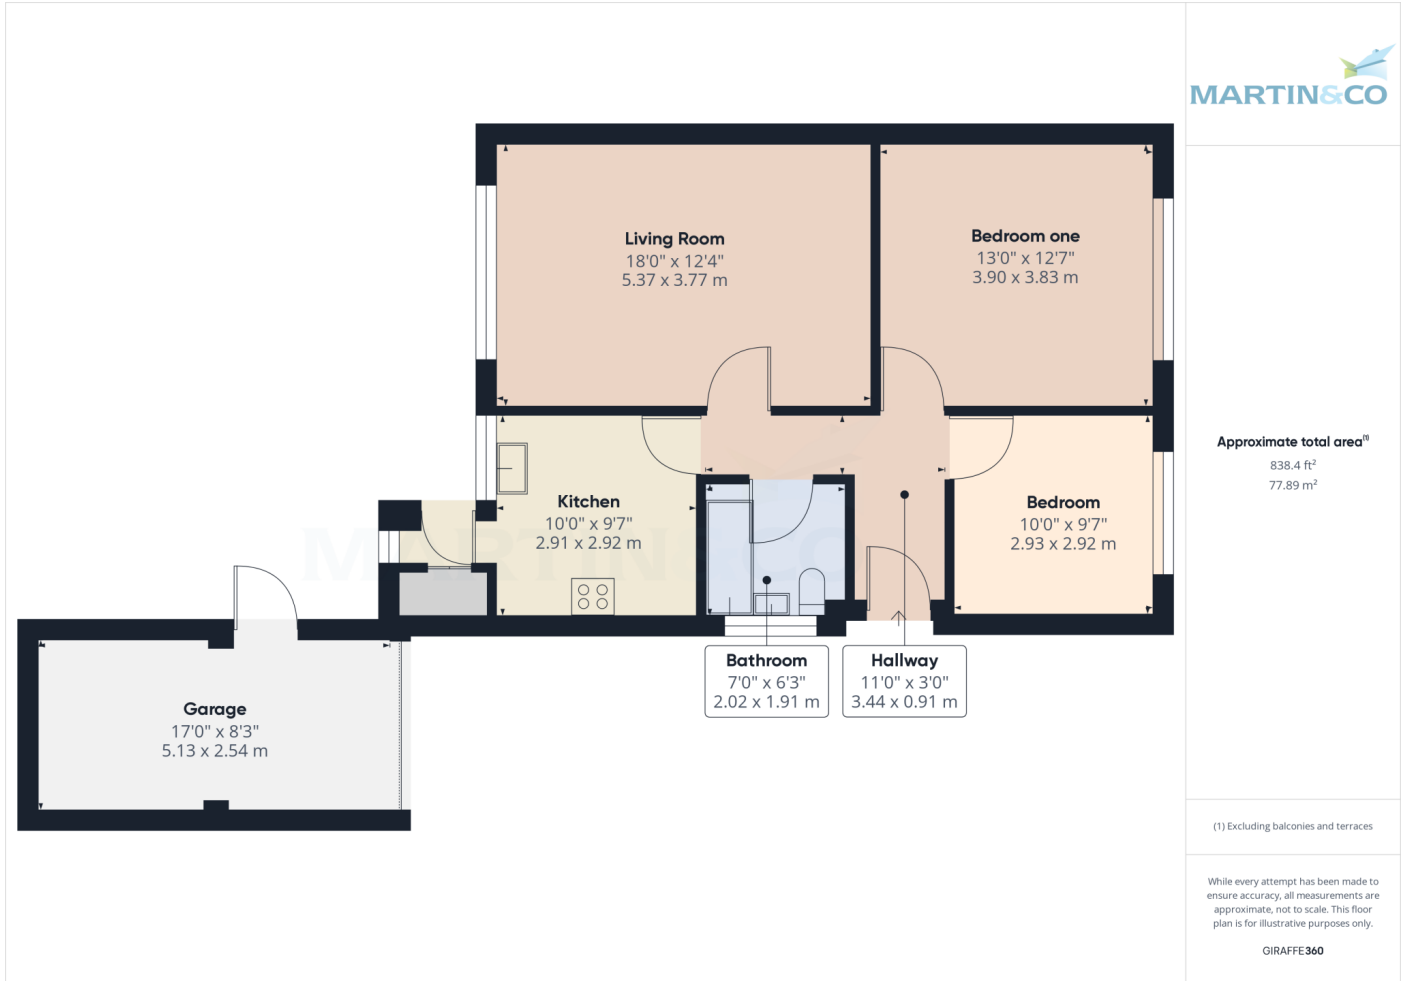 MARTIN&CO
Living Room
18'0" x 12'4"
5.37 x 3.77 m
Bedroom one
13'0" x 12'7"
3.90 x 3.83 m
Kitchen
10'0" x 9'7"
2.91 x 2.92 m
Bedroom
10'0" x 9'7"
2.93 x 2.92 m
MARTIN&CO
Bathroom
7'0" x 6'3"
2.02 x 1.91 m
Hallway
11'0" x 3'0"
3.44 x 0.91 m
Garage
17'0" x 8'3"
5.13 x 2.54 m
Approximate total area(1)
838.4 ft²
77.89 m²
(1) Excluding balconies and terraces
While every attempt has been made to
ensure accuracy, all measurements are
approximate, not to scale. This floor
plan is for illustrative purposes only.
GIRAFFE360